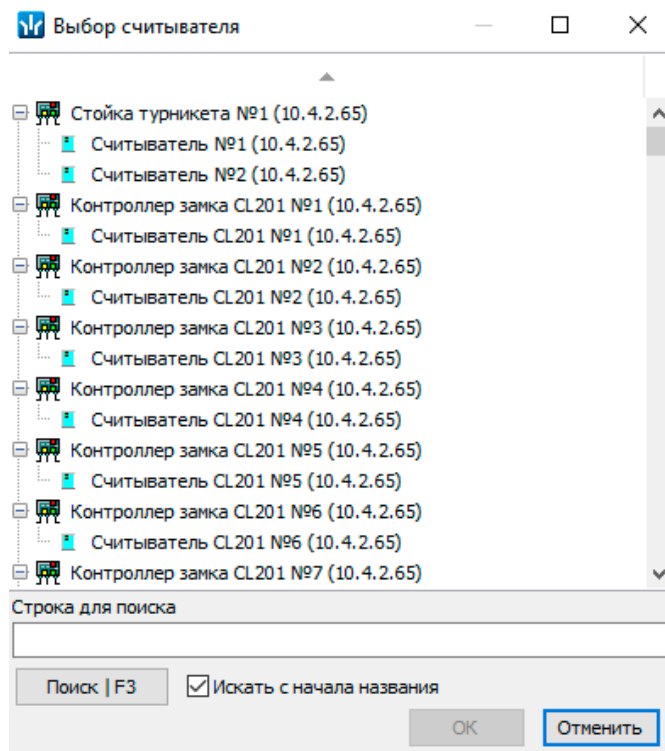 Выбор считывателя
Стойка турникета №1 (10.4.2.65)
Считыватель №1 (10.4.2.65)
Считыватель №2 (10.4.2.65)
Контроллер замка CL201 №1 (10.4.2.65)
Считыватель CL201 №1 (10.4.2.65)
Контроллер замка CL201 №2 (10.4.2.65)
Считыватель CL201 №2 (10.4.2.65)
Контроллер замка CL201 №3 (10.4.2.65)
Считыватель CL201 №3 (10.4.2.65)
Контроллер замка CL201 №4 (10.4.2.65)
Считыватель CL201 №4 (10.4.2.65)
Контроллер замка CL201 №5 (10.4.2.65)
Считыватель CL201 №5 (10.4.2.65)
Контроллер замка CL201 №6 (10.4.2.65)
Считыватель CL201 №6 (10.4.2.65)
Контроллер замка CL201 №7 (10.4.2.65)
Строка для поиска
Поиск | F3 Искать с начала названия
ОК Отменить